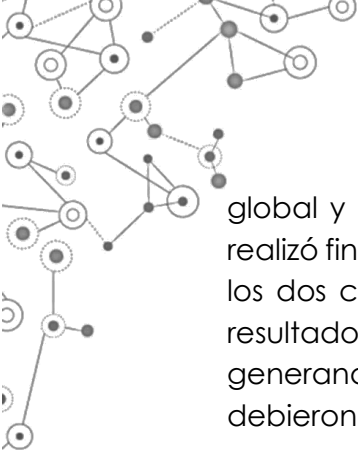 global y
realizó fin
los dos c
resultado
generand
debieron